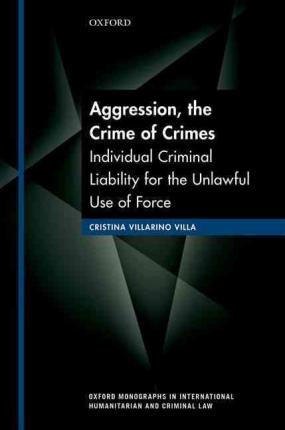 OXFORD
Aggression, the
Crime of Crimes
Individual Criminal
Liability for the Unlawful
Use of Force
CRISTINA VILLARINO VILLA
OXFORD MONOGRAPHS IN INTERNATIONAL
HUMANITARIAN AND CRIMINAL LAW